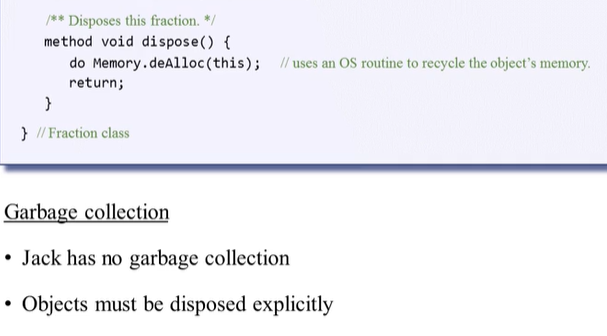 /** Disposes this fraction. */
method void dispose() {
do Memory.deAlloc(this); // uses an OS routine to recycle the object's memory.
return;
}
} // Fraction class
Garbage collection
• Jack has no garbage collection
• Objects must be disposed explicitly